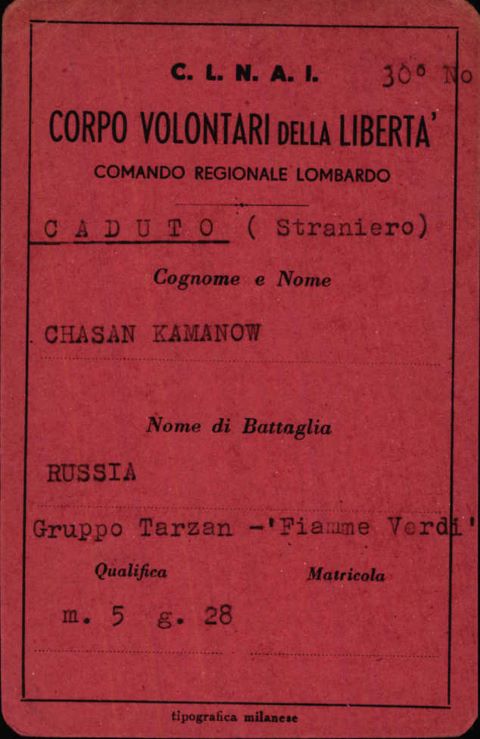 C. L. N. A. I. 30° No
CORPO VOLONTARI DELLA LIBERTA'
COMANDO REGIONALE LOMBARDO
CADUTO (Straniero)
Cognome e Nome
CHASAN KAMANOW
Nome di Battaglia
RUSSIA
Gruppo Tarzan -'Fiamme Verdi'
Qualifica Matricola
m. 5 g. 28
tipografica milanese